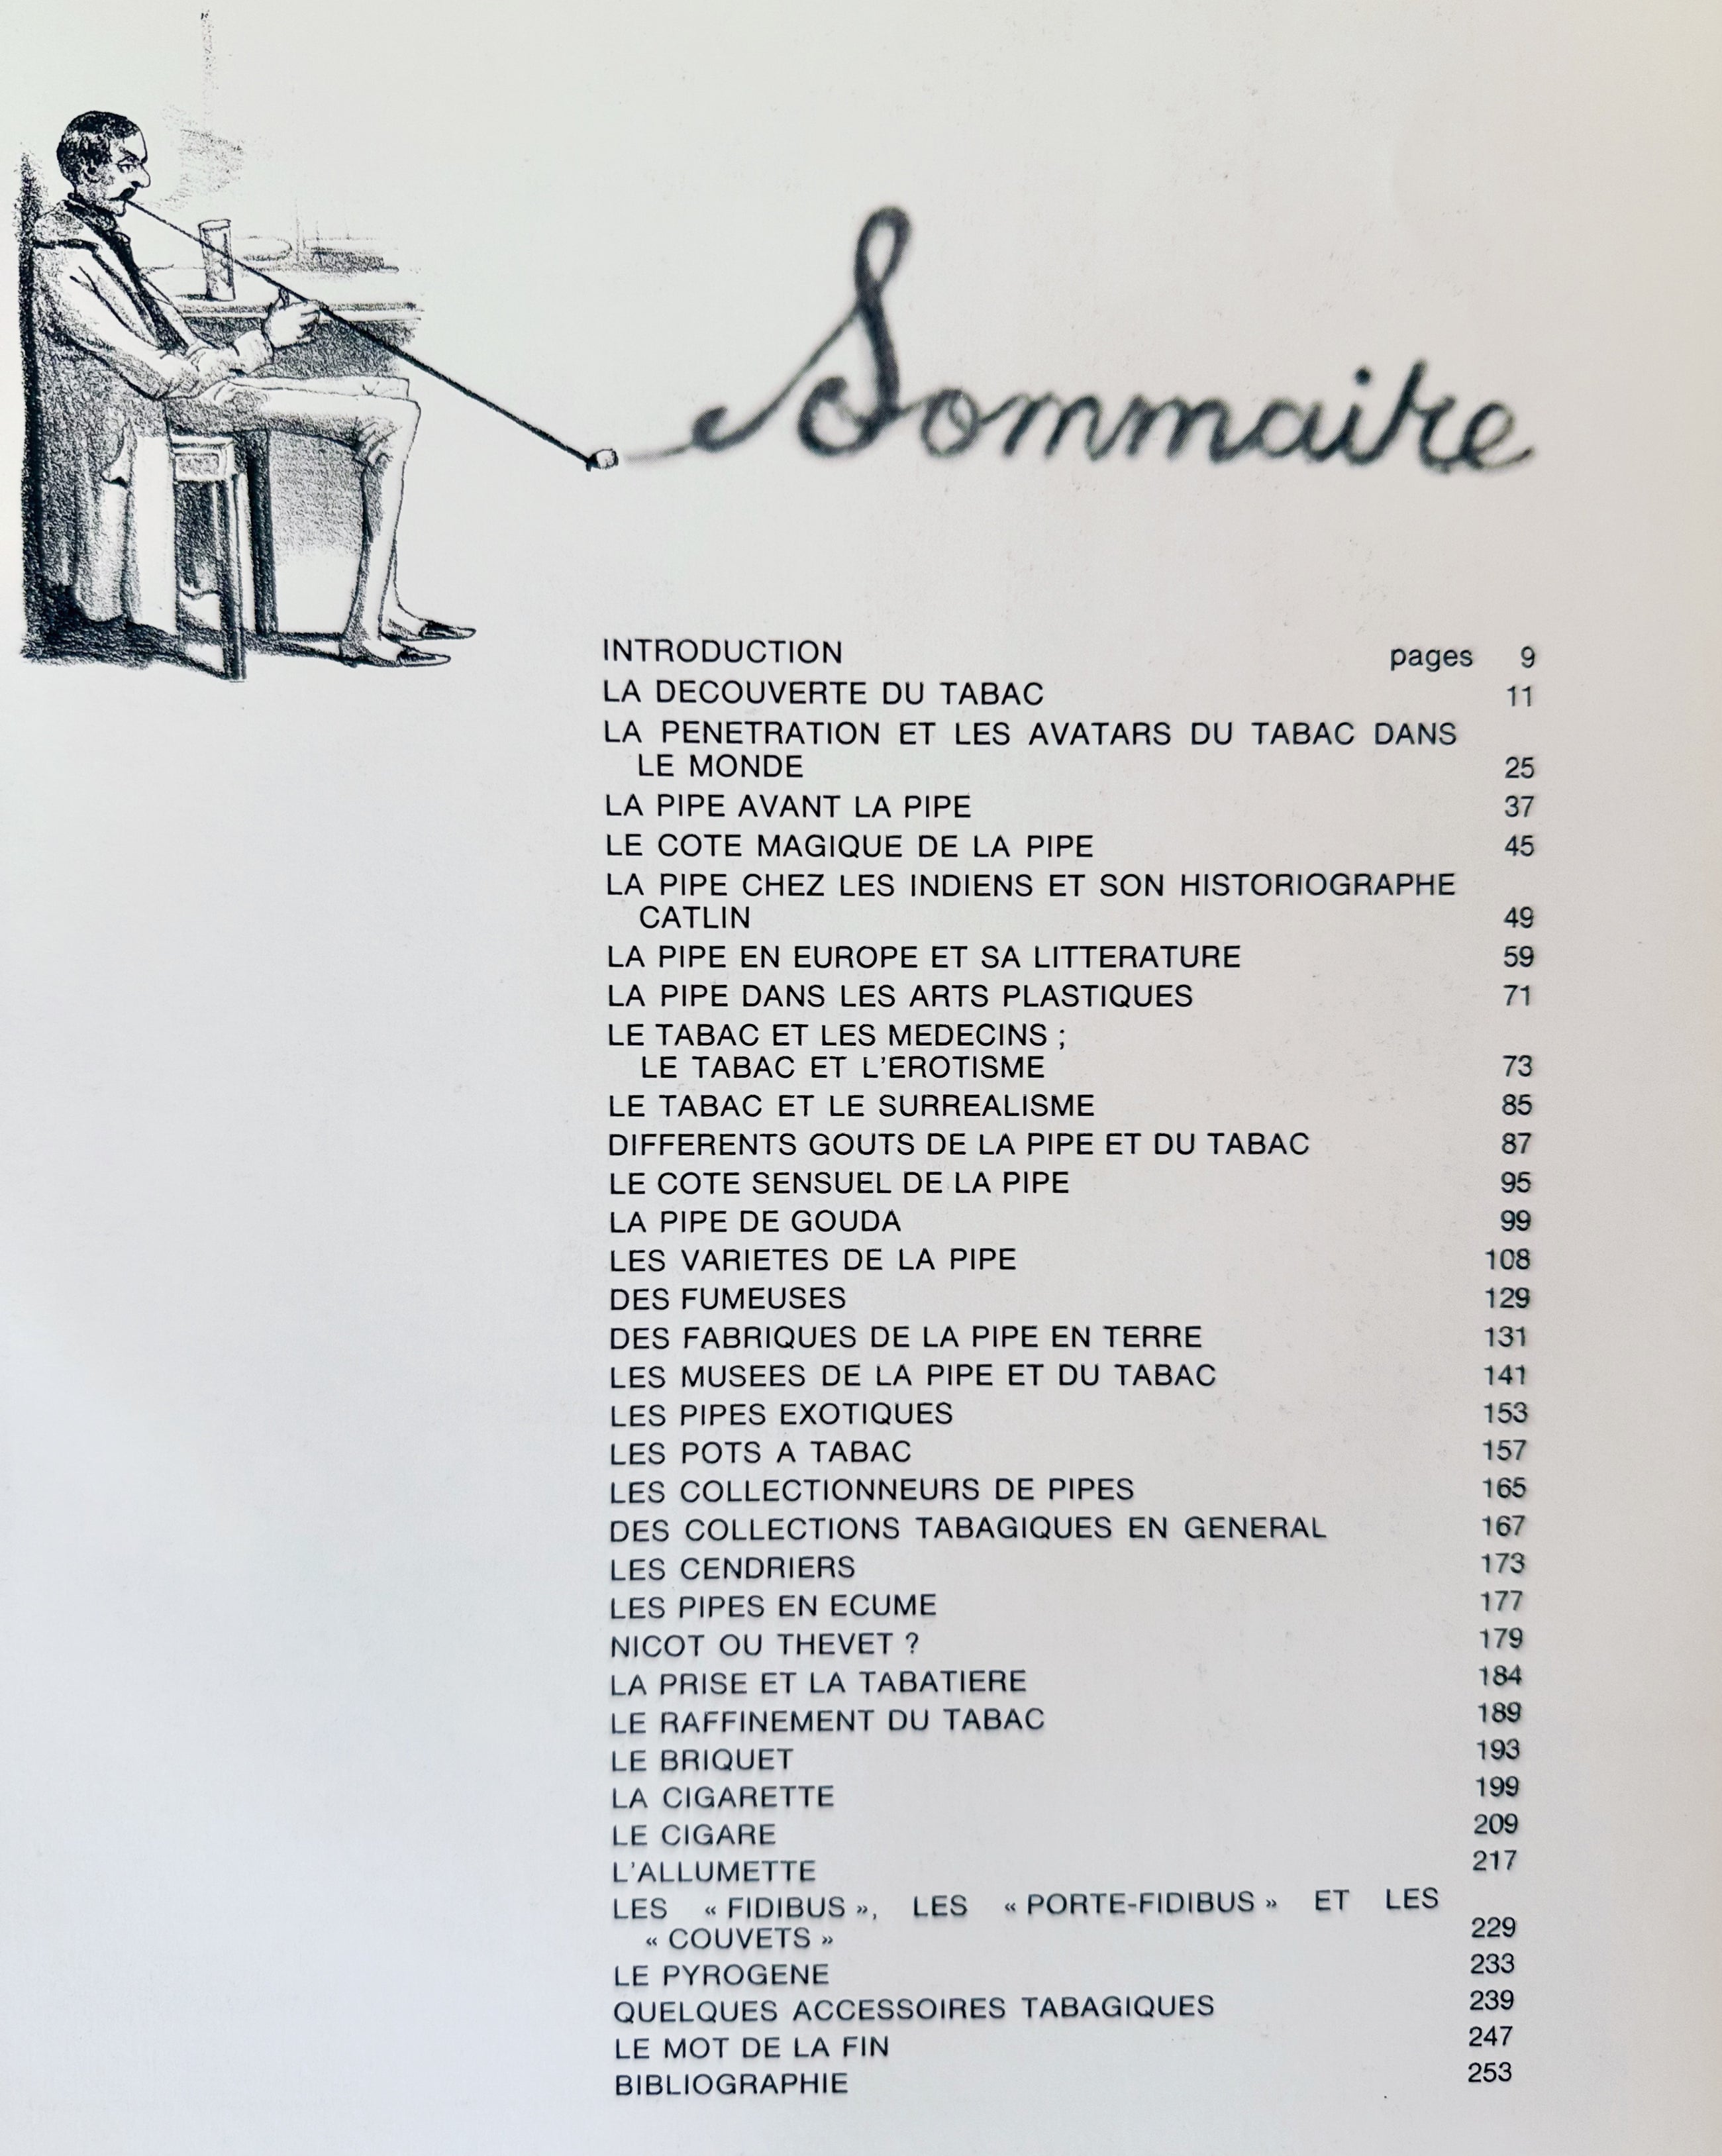 Sommaire
INTRODUCTION pages 9
LA DECOUVERTE DU TABAC 11
LA PENETRATION ET LES AVATARS DU TABAC DANS
LE MONDE 25
LA PIPE AVANT LA PIPE 37
LE COTE MAGIQUE DE LA PIPE 45
LA PIPE CHEZ LES INDIENS ET SON HISTORIOGRAPHE
CATLIN 49
LA PIPE EN EUROPE ET SA LITTERATURE 59
LA PIPE DANS LES ARTS PLASTIQUES 71
LE TABAC ET LES MEDECINS ;
LE TABAC ET L'EROTISME 73
LE TABAC ET LE SURREALISME 85
DIFFERENTS GOUTS DE LA PIPE ET DU TABAC 87
LE COTE SENSUEL DE LA PIPE 95
LA PIPE DE GOUDA 99
LES VARIETES DE LA PIPE 108
DES FUMEUSES 129
DES FABRIQUES DE LA PIPE EN TERRE 131
LES MUSEES DE LA PIPE ET DU TABAC 141
LES PIPES EXOTIQUES 153
LES POTS A TABAC 157
LES COLLECTIONNEURS DE PIPES 165
DES COLLECTIONS TABAGIQUES EN GENERAL 167
LES CENDRIERS 173
LES PIPES EN ECUME 177
NICOT OU THEVET ? 179
LA PRISE ET LA TABATIERE 184
LE RAFFINEMENT DU TABAC 189
LE BRIQUET 193
LA CIGARETTE 199
LE CIGARE 209
L'ALLUMETTE 217
LES « FIDIBUS », LES « PORTE-FIDIBUS » ET LES
« COUVETS » 229
LE PYROGENE 233
QUELQUES ACCESSOIRES TABAGIQUES 239
LE MOT DE LA FIN 247
BIBLIOGRAPHIE 253